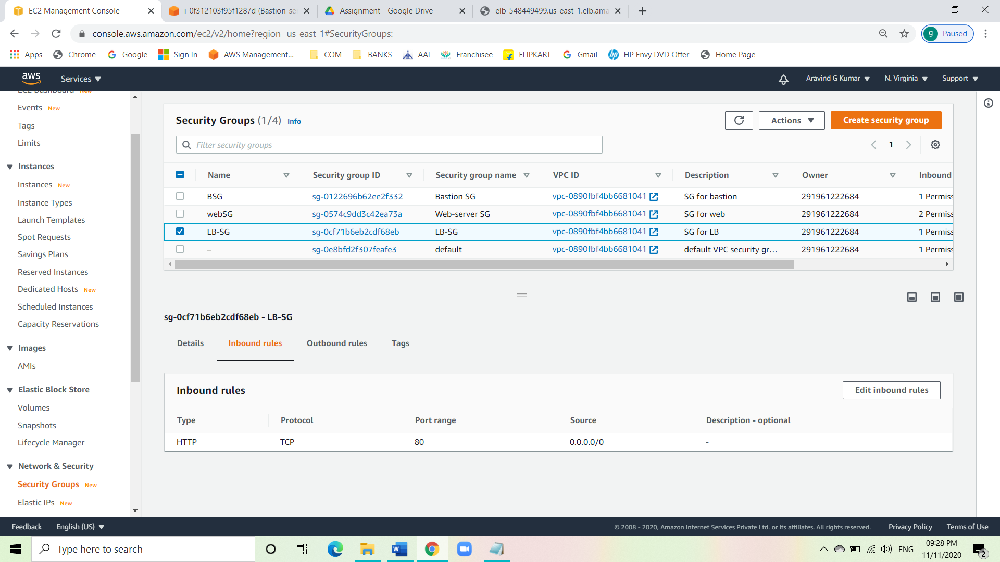 EC2 Management Console
i-0f312103f95f1287d (Bastion-se
Assignment - Google Drive
elb-548449499.us-east-1.elb.ama
console.aws.amazon.com/ec2/v2/home?region=us-east-1#SecurityGroups:
g Paused
Apps Chrome Google Sign In AWS Management... COM BANKS AAI Franchisee FLIPKART Gmail HP Envy DVD Offer Home Page
aws Services Aravind G Kumar N. Virginia Support
EC2 Dashboard New
Events New
Tags
Limits
Instances
Instances New
Instance Types
Launch Templates
Spot Requests
Savings Plans
Reserved Instances
Dedicated Hosts New
Scheduled Instances
Capacity Reservations
Images
AMIs
Elastic Block Store
Volumes
Snapshots
Lifecycle Manager
Network & Security
Security Groups New
Elastic IPs New
Security Groups (1/4) Info
Actions
Create security group
Filter security groups
1
Name Security group ID Security group name VPC ID Description Owner Inbound
BSG sg-0122696b62ee2f332 Bastion SG vpc-0890fbf4bb6681041 SG for bastion 291961222684 1 Permiss
webSG sg-0574c9dd3c42ea73a Web-server SG vpc-0890fbf4bb6681041 SG for web 291961222684 2 Permiss
LB-SG sg-0cf71b6eb2cdf68eb LB-SG vpc-0890fbf4bb6681041 SG for LB 291961222684 1 Permiss
– sg-0e8bfd2f307feafe3 default vpc-0890fbf4bb6681041 default VPC security gr... 291961222684 1 Permiss
sg-0cf71b6eb2cdf68eb - LB-SG
Details Inbound rules Outbound rules Tags
Inbound rules
Edit inbound rules
Type Protocol Port range Source Description - optional
HTTP TCP 80 0.0.0.0/0 -
Feedback English (US) © 2008 - 2020, Amazon Internet Services Private Ltd. or its affiliates. All rights reserved. Privacy Policy Terms of Use
Type here to search
ENG
09:28 PM
11/11/2020
2